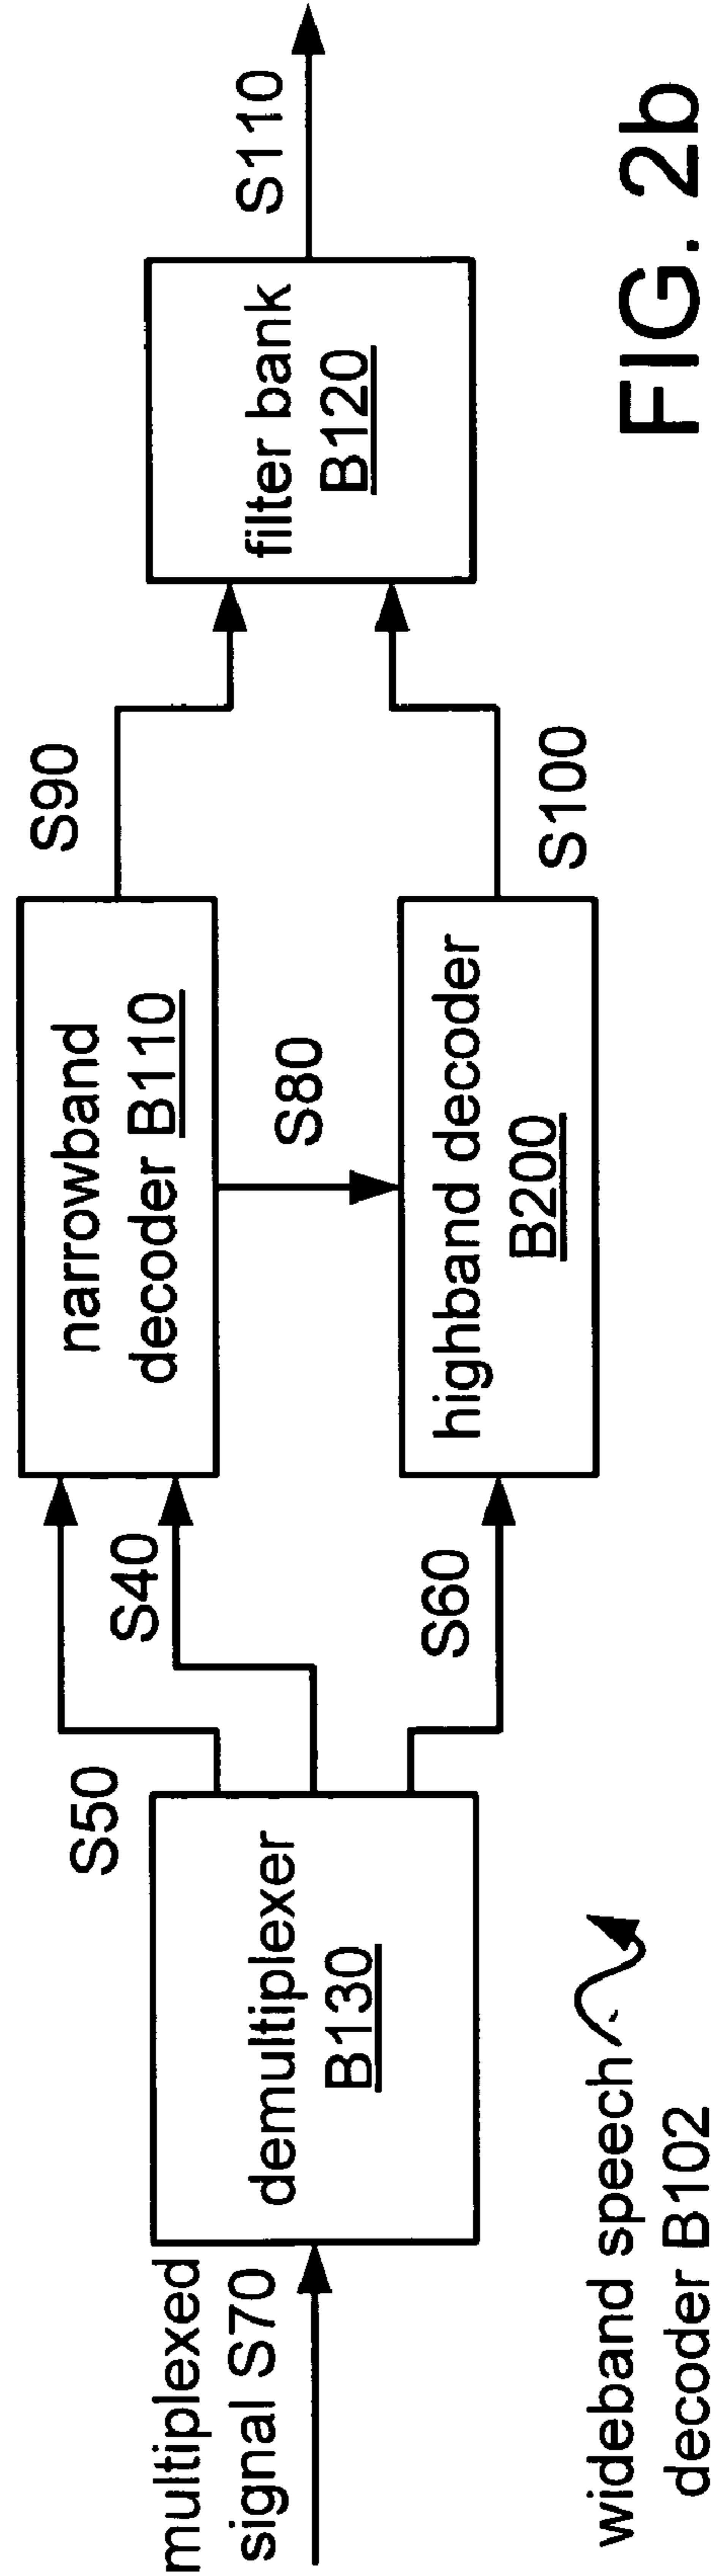 multiplexed
signal S70
demultiplexer
B130
S50
S40
S60
narrowband
decoder B110
S80
highband decoder
B200
S90
S100
filter bank
B120
S110
wideband speech
decoder B102
FIG. 2b